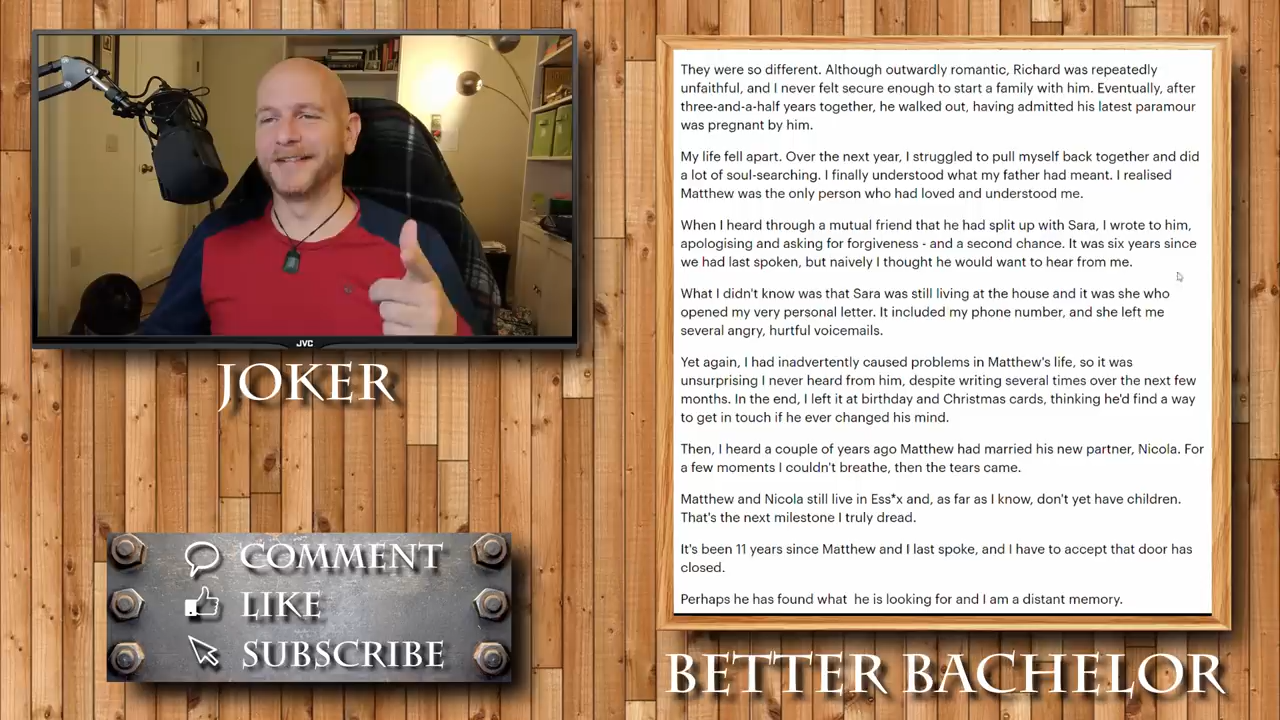 JVC
JOKER
COMMENT
LIKE
SUBSCRIBE
They were so different. Although outwardly romantic, Richard was repeatedly
unfaithful, and I never felt secure enough to start a family with him. Eventually, after
three-and-a-half years together, he walked out, having admitted his latest paramour
was pregnant by him.
My life fell apart. Over the next year, I struggled to pull myself back together and did
a lot of soul-searching. I finally understood what my father had meant. I realised
Matthew was the only person who had loved and understood me.
When I heard through a mutual friend that he had split up with Sara, I wrote to him,
apologising and asking for forgiveness - and a second chance. It was six years since
we had last spoken, but naively I thought he would want to hear from me.
What I didn't know was that Sara was still living at the house and it was she who
opened my very personal letter. It included my phone number, and she left me
several angry, hurtful voicemails.
Yet again, I had inadvertently caused problems in Matthew's life, so it was
unsurprising I never heard from him, despite writing several times over the next few
months. In the end, I left it at birthday and Christmas cards, thinking he'd find a way
to get in touch if he ever changed his mind.
Then, I heard a couple of years ago Matthew had married his new partner, Nicola. For
a few moments I couldn't breathe, then the tears came.
Matthew and Nicola still live in Ess*x and, as far as I know, don't yet have children.
That's the next milestone I truly dread.
It's been 11 years since Matthew and I last spoke, and I have to accept that door has
closed.
Perhaps he has found what he is looking for and I am a distant memory.
BETTER BACHELOR